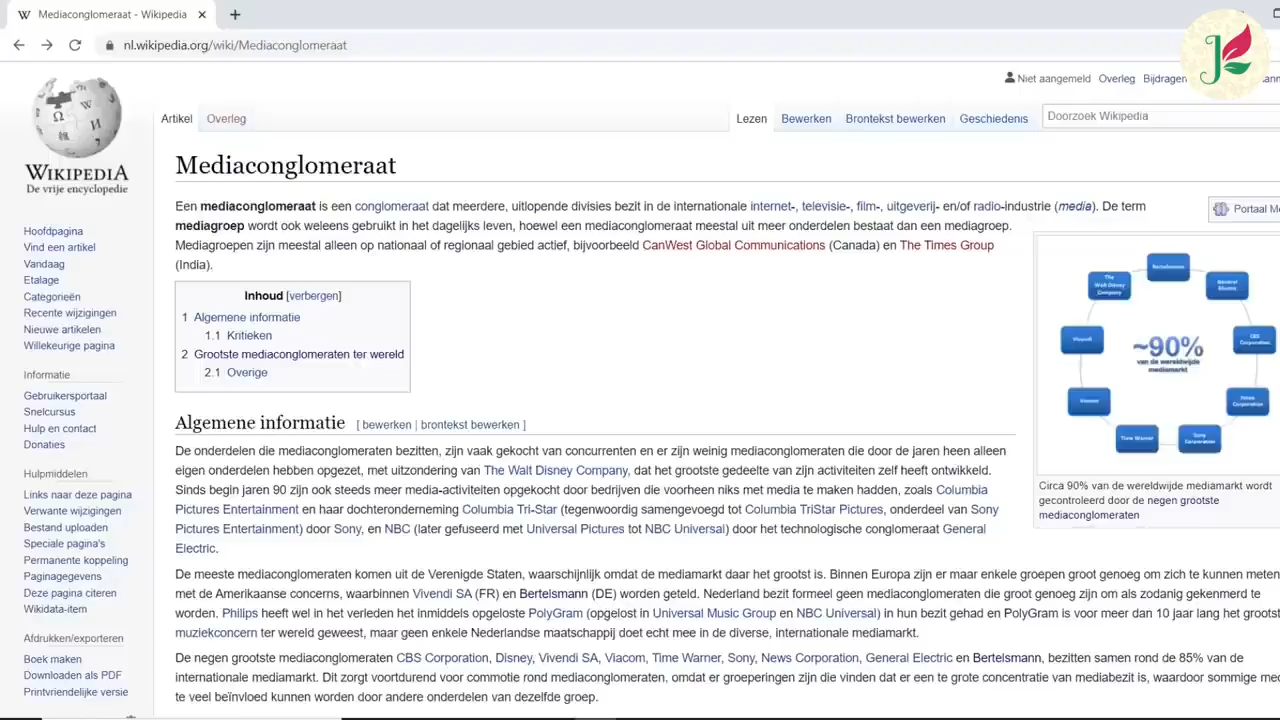 Mediaconglomeraat - Wikipedia
nl.wikipedia.org/wiki/Mediaconglomeraat
Niet aangemeld Overleg Bijdragen
Artikel Overleg Lezen Bewerken Brontekst bewerken Geschiedenis Doorzoek Wikipedia
WIKIPEDIA
De vrije encyclopedie
Hoofdpagina
Vind een artikel
Vandaag
Etalage
Categorieën
Recente wijzigingen
Nieuwe artikelen
Willekeurige pagina
Informatie
Gebruikersportaal
Snelcursus
Hulp en contact
Donaties
Hulpmiddelen
Links naar deze pagina
Verwante wijzigingen
Bestand uploaden
Speciale pagina's
Permanente koppeling
Paginagegevens
Deze pagina citeren
Wikidata-item
Afdrukken/exporteren
Boek maken
Downloaden als PDF
Printvriendelijke versie
Mediaconglomeraat
Een mediaconglomeraat is een conglomeraat dat meerdere, uitlopende divisies bezit in de internationale internet-, televisie-, film-, uitgeverij- en/of radio-industrie (media). De term
mediagroep wordt ook weleens gebruikt in het dagelijks leven, hoewel een mediaconglomeraat meestal uit meer onderdelen bestaat dan een mediagroep.
Mediagroepen zijn meestal alleen op nationaal of regionaal gebied actief, bijvoorbeeld CanWest Global Communications (Canada) en The Times Group
(India).
Inhoud [verbergen]
1 Algemene informatie
1.1 Kritieken
2 Grootste mediaconglomeraten ter wereld
2.1 Overige
Algemene informatie [ bewerken | brontekst bewerken ]
De onderdelen die mediaconglomeraten bezitten, zijn vaak gekocht van concurrenten en er zijn weinig mediaconglomeraten die door de jaren heen alleen
eigen onderdelen hebben opgezet, met uitzondering van The Walt Disney Company, dat het grootste gedeelte van zijn activiteiten zelf heeft ontwikkeld.
Sinds begin jaren 90 zijn ook steeds meer media-activiteiten opgekocht door bedrijven die voorheen niks met media te maken hadden, zoals Columbia
Pictures Entertainment en haar dochteronderneming Columbia Tri-Star (tegenwoordig samengevoegd tot Columbia TriStar Pictures, onderdeel van Sony
Pictures Entertainment) door Sony, en NBC (later gefuseerd met Universal Pictures tot NBC Universal) door het technologische conglomeraat General
Electric.
De meeste mediaconglomeraten komen uit de Verenigde Staten, waarschijnlijk omdat de mediamarkt daar het grootst is. Binnen Europa zijn er maar enkele groepen groot genoeg om zich te kunnen meten
met de Amerikaanse concerns, waarbinnen Vivendi SA (FR) en Bertelsmann (DE) worden geteld. Nederland bezit formeel geen mediaconglomeraten die groot genoeg zijn om als zodanig gekenmerkt te
worden. Philips heeft wel in het verleden het inmiddels opgeloste PolyGram (opgelost in Universal Music Group en NBC Universal) in hun bezit gehad en PolyGram is voor meer dan 10 jaar lang het grootst
muziekconcern ter wereld geweest, maar geen enkele Nederlandse maatschappij doet echt mee in de diverse, internationale mediamarkt.
De negen grootste mediaconglomeraten CBS Corporation, Disney, Vivendi SA, Viacom, Time Warner, Sony, News Corporation, General Electric en Bertelsmann, bezitten samen rond de 85% van de
internationale mediamarkt. Dit zorgt voortdurend voor commotie rond mediaconglomeraten, omdat er groeperingen zijn die vinden dat er een te grote concentratie van mediabezit is, waardoor sommige med
te veel beïnvloed kunnen worden door andere onderdelen van dezelfde groep.
Portaal Me
Bertelsmann
General Electric
CBS Corporation
News Corporation
Sony Corporation
Time Warner
Viacom
Vivendi
The Walt Disney Company
~90%
van de wereldwijde
mediamarkt
Circa 90% van de wereldwijde mediamarkt wordt
gecontroleerd door de negen grootste
mediaconglomeraten